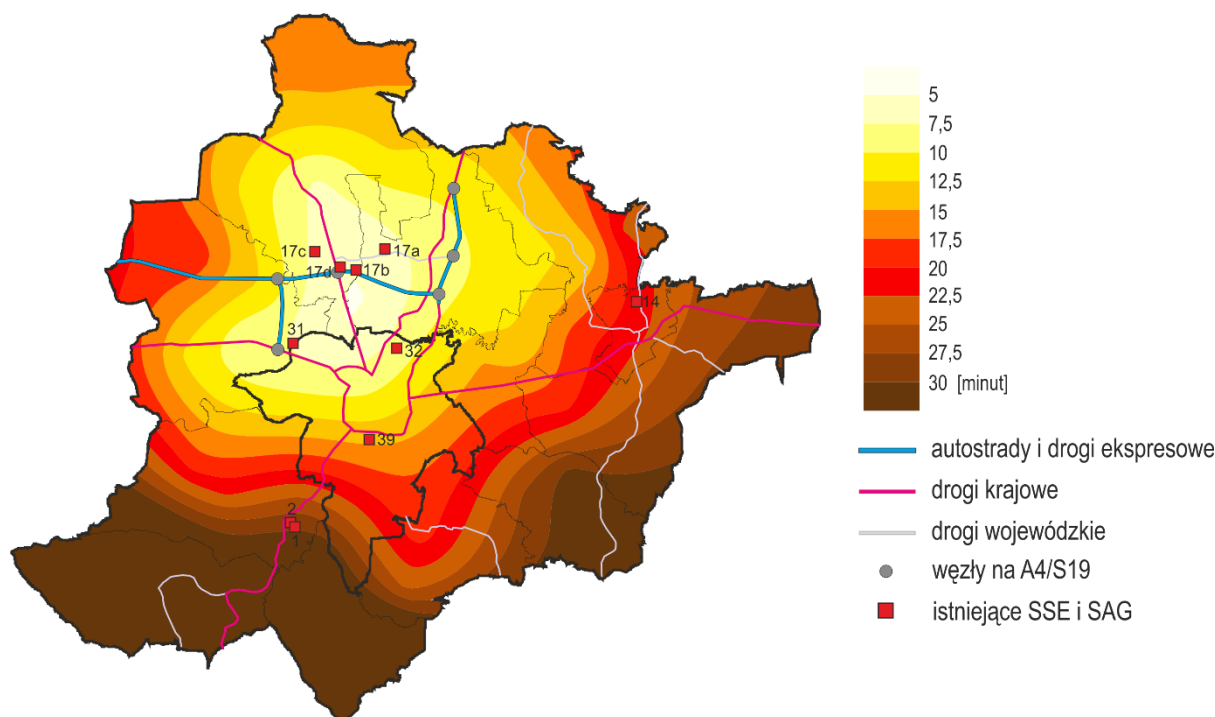 17c
17a
17d
17b
31
32
14
39
2
1
5
7,5
10
12,5
15
17,5
20
22,5
25
27,5
30 [minut]
autostrady i drogi ekspresowe
drogi krajowe
drogi wojewódzkie
węzły na A4/S19
istniejące SSE i SAG